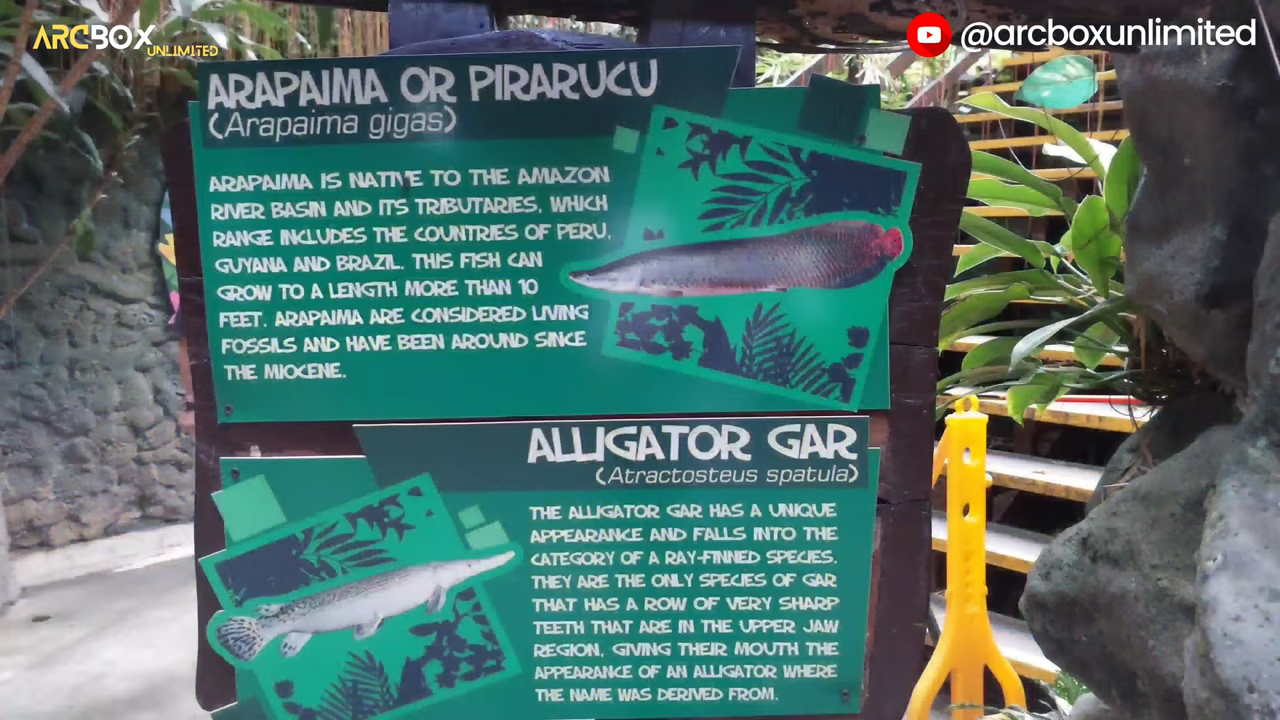 ARCBOX
UNLIMITED
@arcboxunlimited
ARAPAIMA OR PIRARUCU
(Arapaima gigas)
ARAPAIMA IS NATIVE TO THE AMAZON
RIVER BASIN AND ITS TRIBUTARIES, WHICH
RANGE INCLUDES THE COUNTRIES OF PERU,
GUYANA AND BRAZIL. THIS FISH CAN
GROW TO A LENGTH MORE THAN 10
FEET. ARAPAIMA ARE CONSIDERED LIVING
FOSSILS AND HAVE BEEN AROUND SINCE
THE MIOCENE.
ALLIGATOR GAR
(Atractosteus spatula)
THE ALLIGATOR GAR HAS A UNIQUE
APPEARANCE AND FALLS INTO THE
CATEGORY OF A RAY-FINNED SPECIES.
THEY ARE THE ONLY SPECIES OF GAR
THAT HAS A ROW OF VERY SHARP
TEETH THAT ARE IN THE UPPER JAW
REGION, GIVING THEIR MOUTH THE
APPEARANCE OF AN ALLIGATOR WHERE
THE NAME WAS DERIVED FROM.